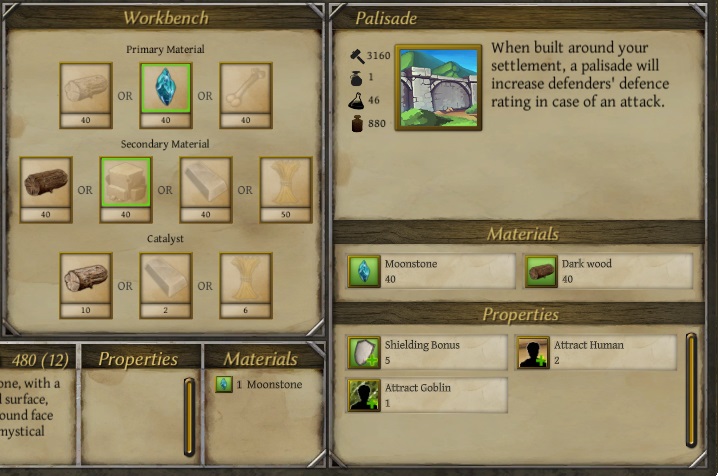 Workbench
Primary Material
OR
OR
40
40
40
Secondary Material
OR
OR
OR
40
40
40
50
Catalyst
OR
OR
10
2
6
480 (12)
one, with a
l surface,
ound face
mystical
Properties
Materials
1 Moonstone
Palisade
3160
1
46
880
When built around your
settlement, a palisade will
increase defenders' defence
rating in case of an attack.
Materials
Moonstone
40
Dark wood
40
Properties
Shielding Bonus
5
Attract Human
2
Attract Goblin
1